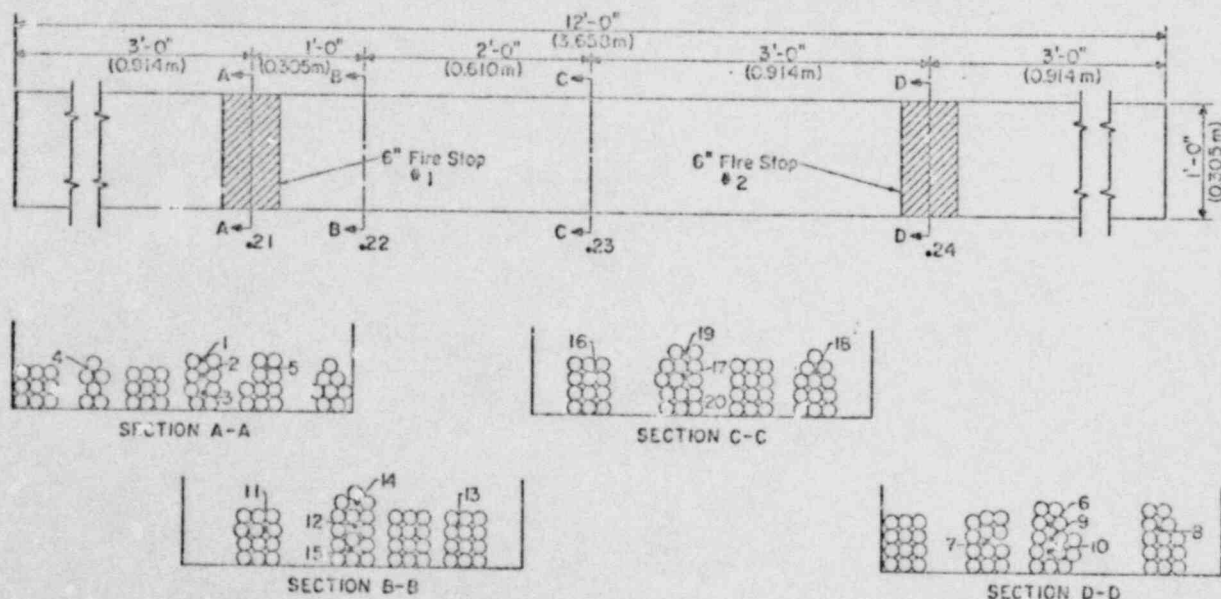 12'-0"
(3.658m)
3'-0" 1'-0" 2'-0" 3'-0" 3'-0"
(0.914m) A (0.305m) B (0.610m) C (0.914m) D (0.914m)
6" Fire Stop
#1
6" Fire Stop
#2
1'-0"
(0.305m)
A B C D
.21 .22 .23 .24
4 1 2 5 3
SECTION A-A
16 19 17 18 20
SECTION C-C
11 14 12 13 15
SECTION B-B
6 9 7 10 8
SECTION D-D